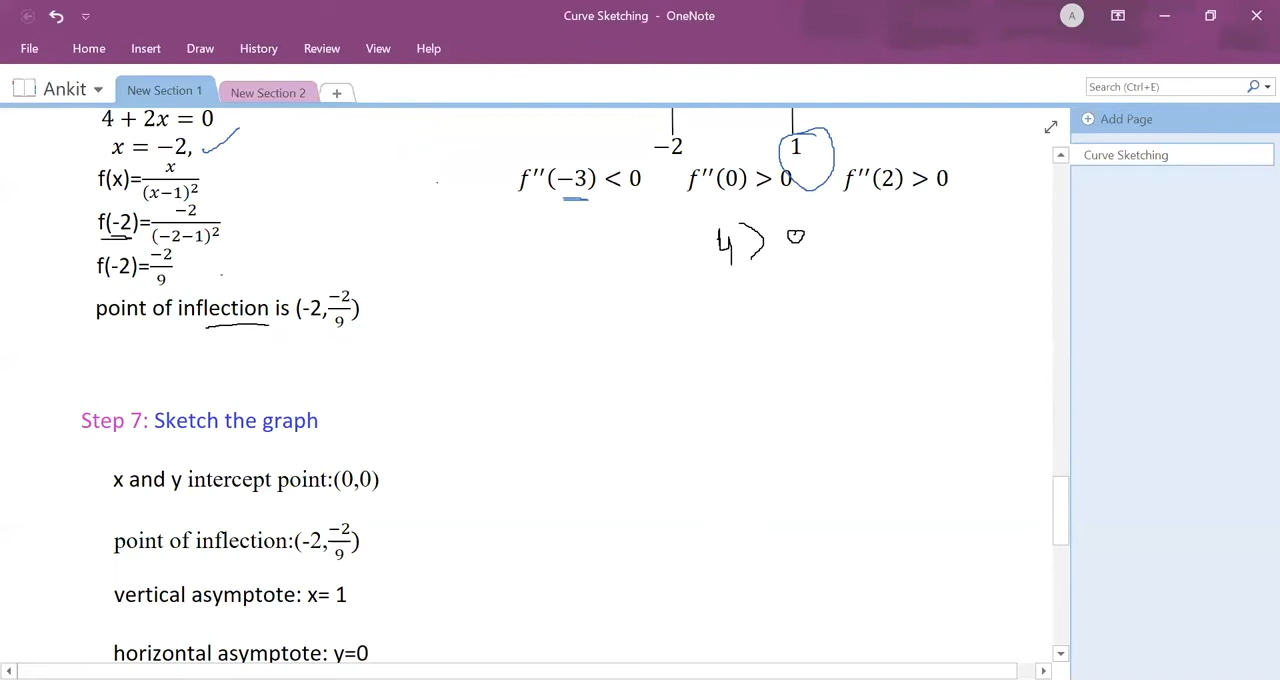 Curve Sketching - OneNote
A
File Home Insert Draw History Review View Help
Ankit New Section 1 New Section 2 +
Search (Ctrl+E)
Add Page
Curve Sketching
4 + 2x = 0
x = −2,
f(x)=x/(x−1)²
f(-2)=−2/(−2−1)²
f(-2)=−2/9
point of inflection is (-2,−2/9)
−2 1
f′′(−3) < 0 f′′(0) > 0 f′′(2) > 0
4 > 0
Step 7: Sketch the graph
x and y intercept point:(0,0)
point of inflection:(-2,−2/9)
vertical asymptote: x= 1
horizontal asymptote: y=0